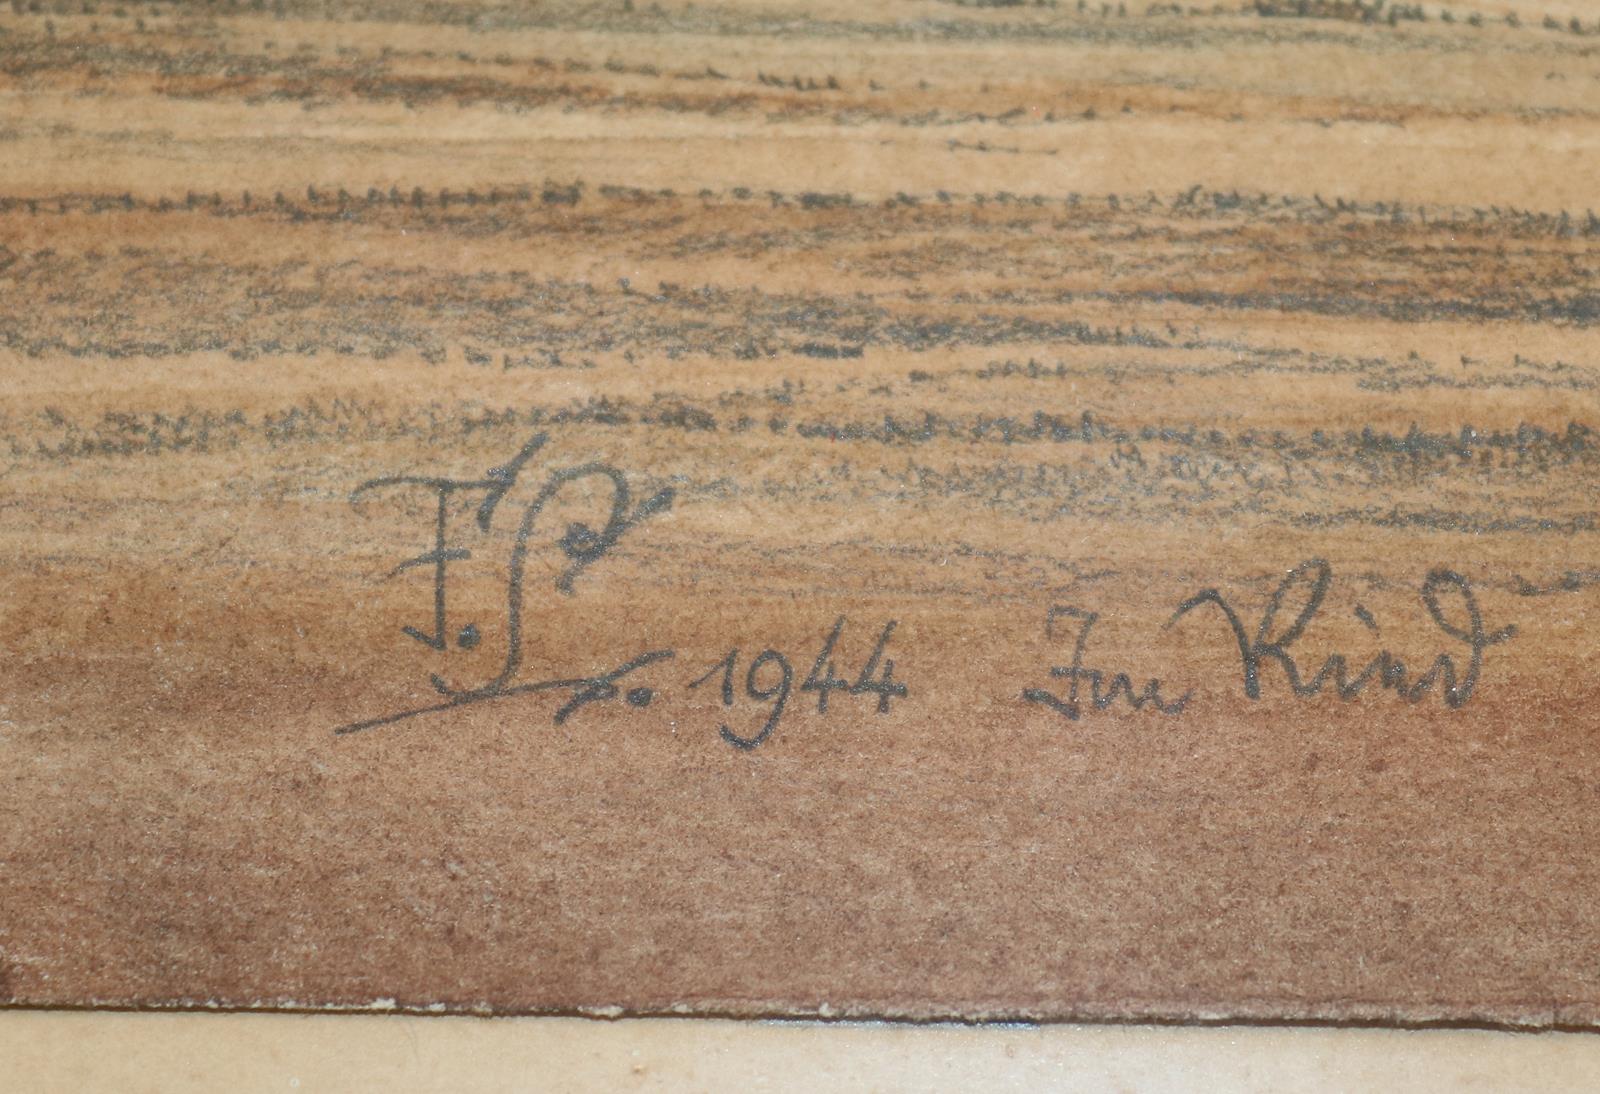 F. P. 1944 Im Ried